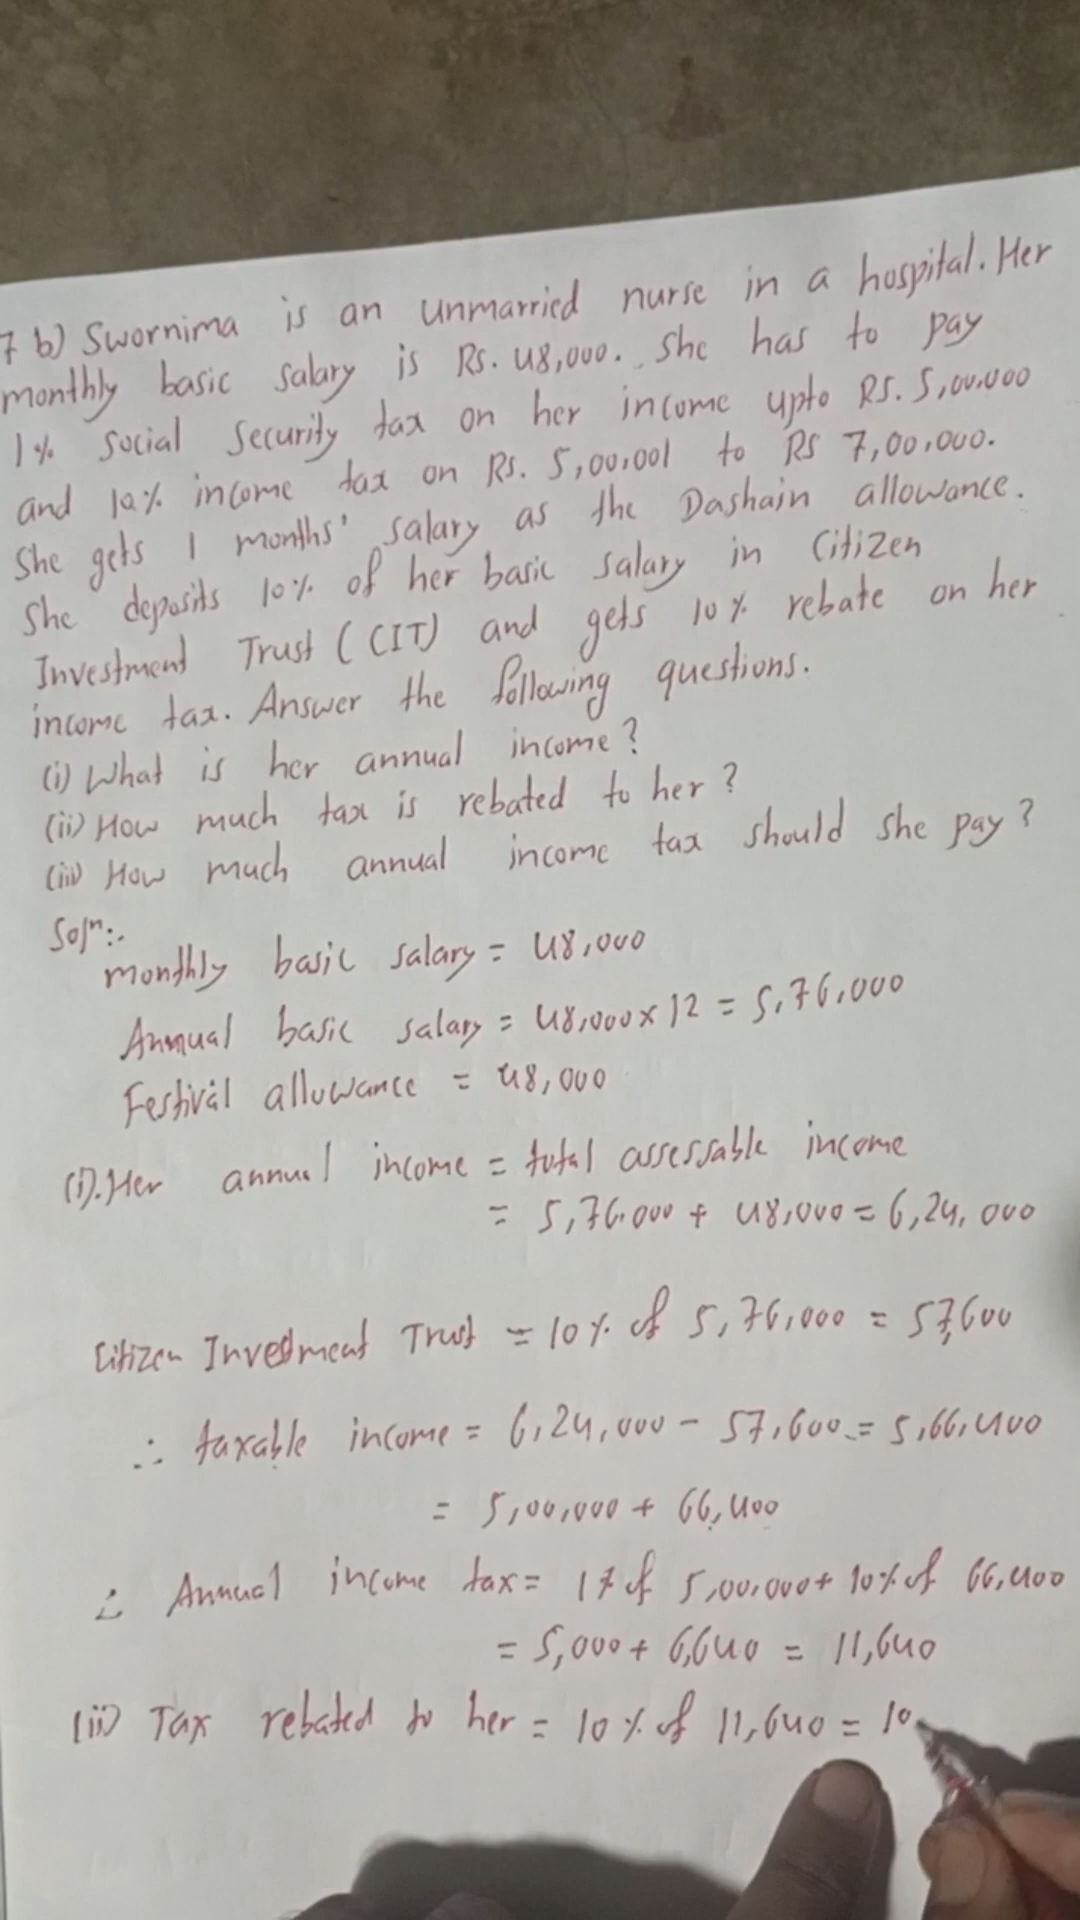 7 b) Swornima is an unmarried nurse in a hospital. Her
monthly basic salary is Rs. 48,000. She has to pay
1% Social Security tax on her income upto RS. 5,00,000
and 10% income tax on Rs. 5,00,001 to RS 7,00,000.
She gets 1 months' salary as the Dashain allowance.
She deposits 10% of her basic salary in Citizen
Investment Trust (CIT) and gets 10% rebate on her
income tax. Answer the following questions.
(i) What is her annual income?
(ii) How much tax is rebated to her?
(iii) How much annual income tax should she pay?
Solⁿ:-
monthly basic salary = 48,000
Annual basic salary = 48,000 x 12 = 5,76,000
Festival allowance = 48,000
(i). Her annual income = total assessable income
= 5,76,000 + 48,000 = 6,24,000
Citizen Investment Trust = 10% of 5,76,000 = 57,600
∴ taxable income = 6,24,000 - 57,600 = 5,66,400
= 5,00,000 + 66,400
∴ Annual income tax = 1% of 5,00,000 + 10% of 66,400
= 5,000 + 6,640 = 11,640
(ii) Tax rebated to her = 10% of 11,640 = 10